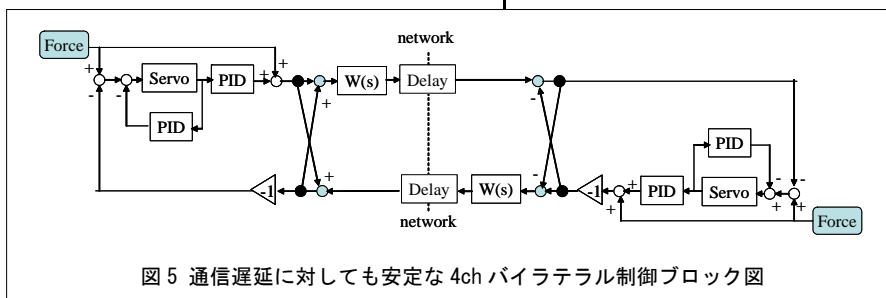 network
Force
+
+
+
-
-
Servo
PID
+
+
PID
W(s)
Delay
+
+
-
-
-1
Delay
W(s)
network
-1
+
+
PID
PID
Servo
-
+
-
+
Force
図5 通信遅延に対しても安定な 4ch バイラテラル制御ブロック図